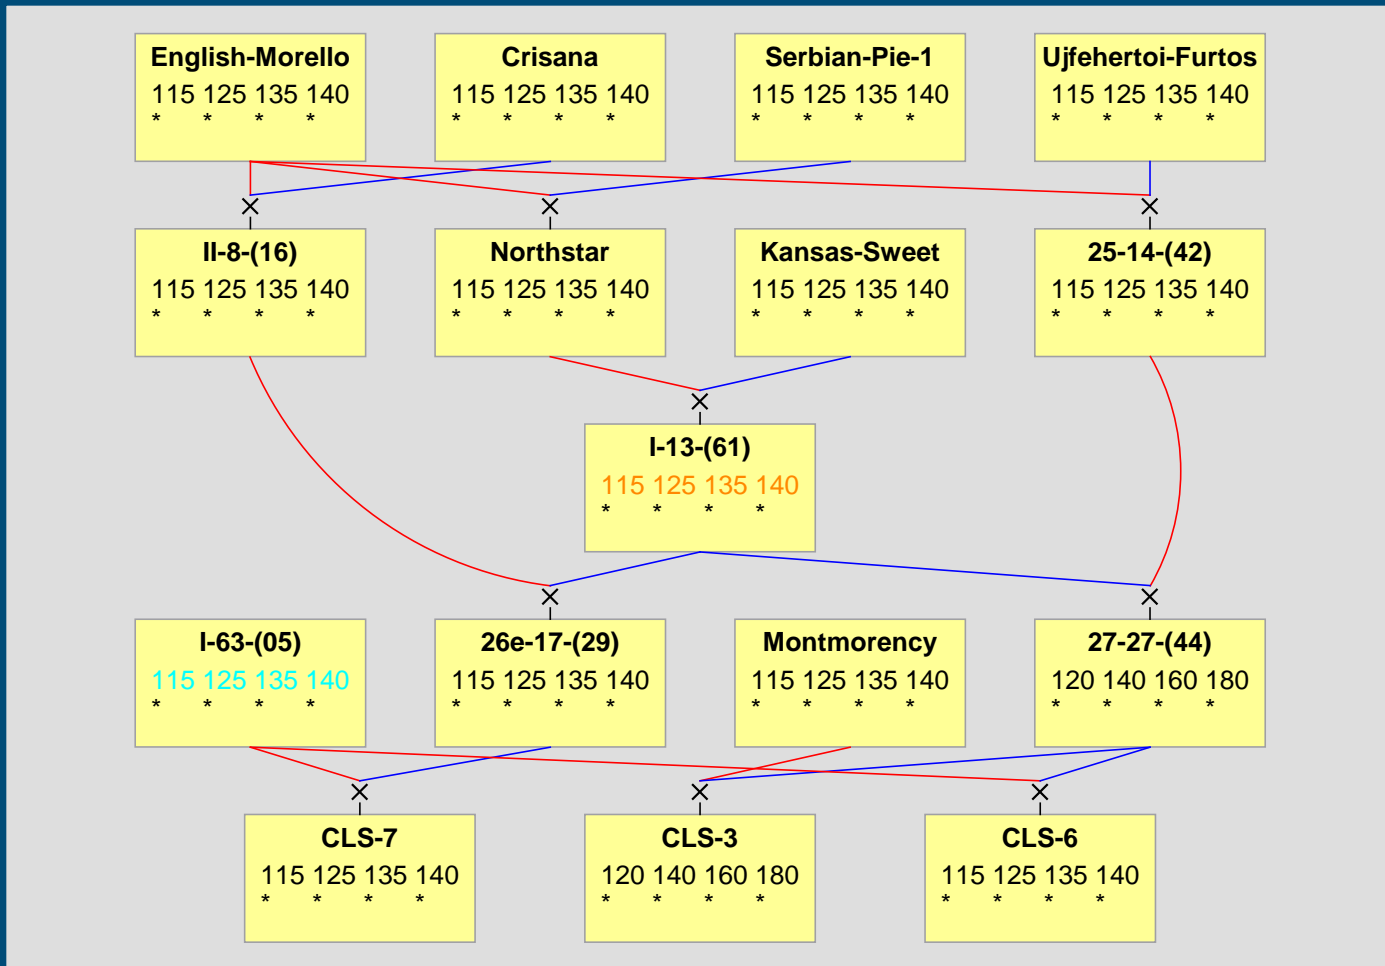 English-Morello
115 125 135 140
* * * *
Crisana
115 125 135 140
* * * *
Serbian-Pie-1
115 125 135 140
* * * *
Ujfehertoi-Furtos
115 125 135 140
* * * *
II-8-(16)
115 125 135 140
* * * *
Northstar
115 125 135 140
* * * *
Kansas-Sweet
115 125 135 140
* * * *
25-14-(42)
115 125 135 140
* * * *
I-13-(61)
115 125 135 140
* * * *
I-63-(05)
115 125 135 140
* * * *
26e-17-(29)
115 125 135 140
* * * *
Montmorency
115 125 135 140
* * * *
27-27-(44)
120 140 160 180
* * * *
CLS-7
115 125 135 140
* * * *
CLS-3
120 140 160 180
* * * *
CLS-6
115 125 135 140
* * * *